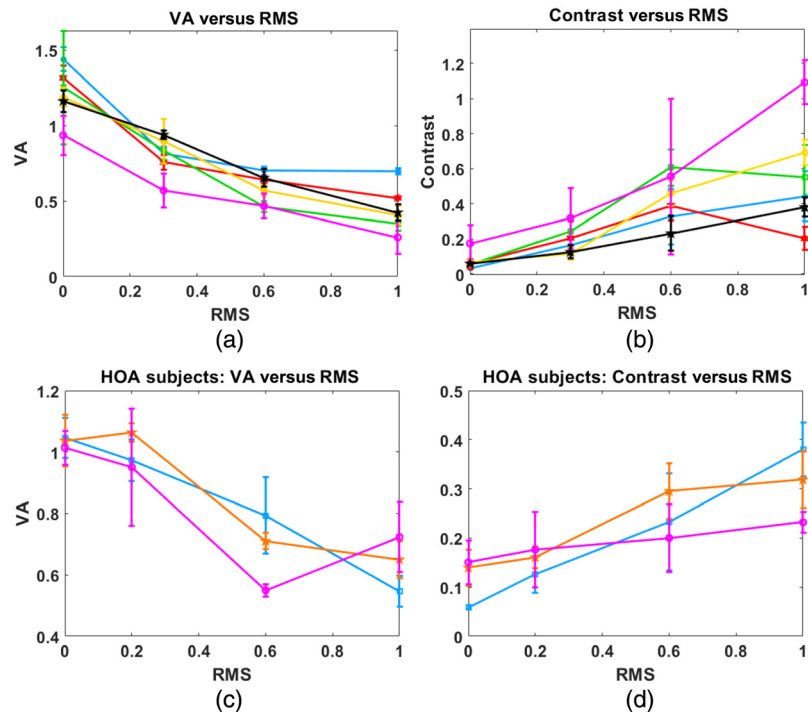 VA versus RMS
1.5
1
0.5
0
VA
0 0.2 0.4 0.6 0.8 1
RMS
(a)
Contrast versus RMS
1.2
1
0.8
0.6
0.4
0.2
0
Contrast
0 0.2 0.4 0.6 0.8 1
RMS
(b)
HOA subjects: VA versus RMS
1.2
1
0.8
0.6
0.4
VA
0 0.2 0.4 0.6 0.8 1
RMS
(c)
HOA subjects: Contrast versus RMS
0.5
0.4
0.3
0.2
0.1
0
Contrast
0 0.2 0.4 0.6 0.8 1
RMS
(d)